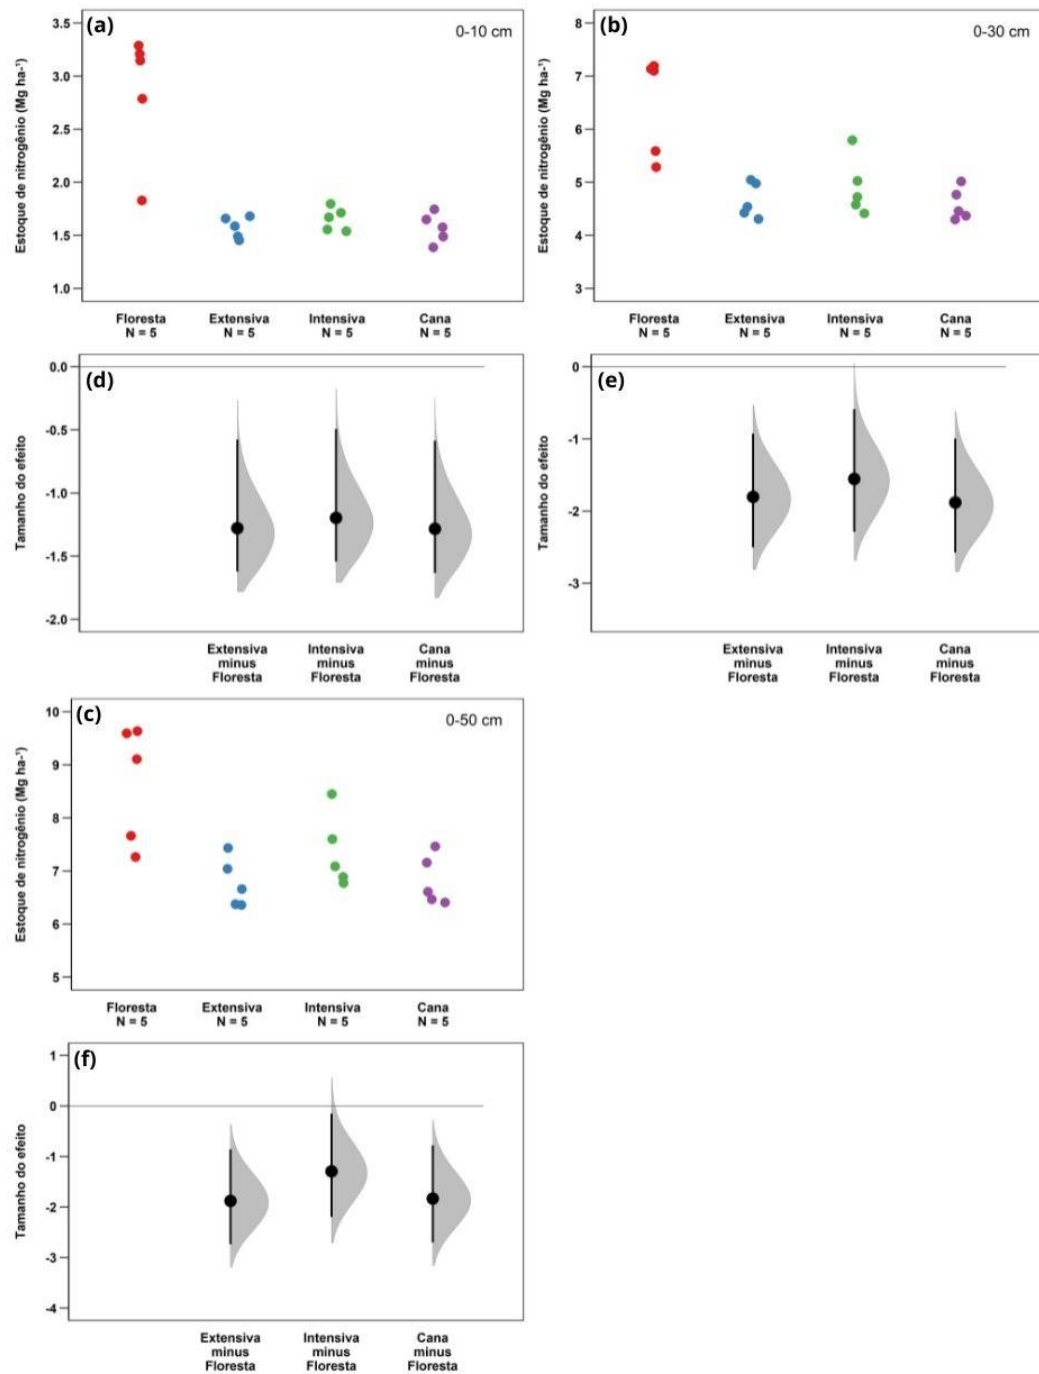 (a)
0-10 cm
Estoque de nitrogênio (Mg ha-¹)
3.5
3.0
2.5
2.0
1.5
1.0
Floresta Extensiva Intensiva Cana
N = 5 N = 5 N = 5 N = 5
(b)
0-30 cm
Estoque de nitrogênio (Mg ha-¹)
8
7
6
5
4
3
Floresta Extensiva Intensiva Cana
N = 5 N = 5 N = 5 N = 5
(d)
Tamanho do efeito
0.0
-0.5
-1.0
-1.5
-2.0
Extensiva Intensiva Cana
minus minus minus
Floresta Floresta Floresta
(e)
Tamanho do efeito
0
-1
-2
-3
Extensiva Intensiva Cana
minus minus minus
Floresta Floresta Floresta
(c)
0-50 cm
Estoque de nitrogênio (Mg ha-¹)
10
9
8
7
6
5
Floresta Extensiva Intensiva Cana
N = 5 N = 5 N = 5 N = 5
(f)
Tamanho do efeito
1
0
-1
-2
-3
-4
Extensiva Intensiva Cana
minus minus minus
Floresta Floresta Floresta